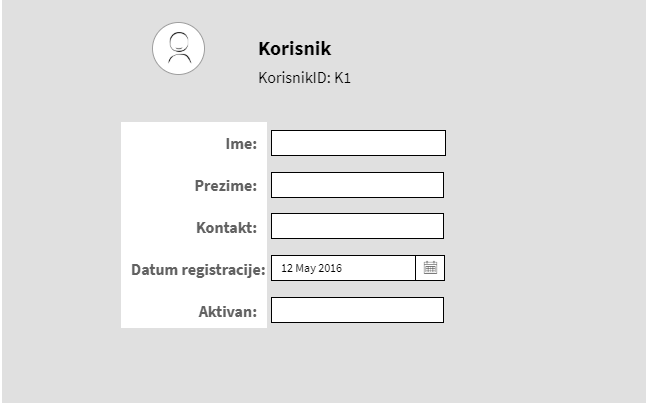 Korisnik
KorisnikID: K1
Ime:
Prezime:
Kontakt:
Datum registracije: 12 May 2016
Aktivan: